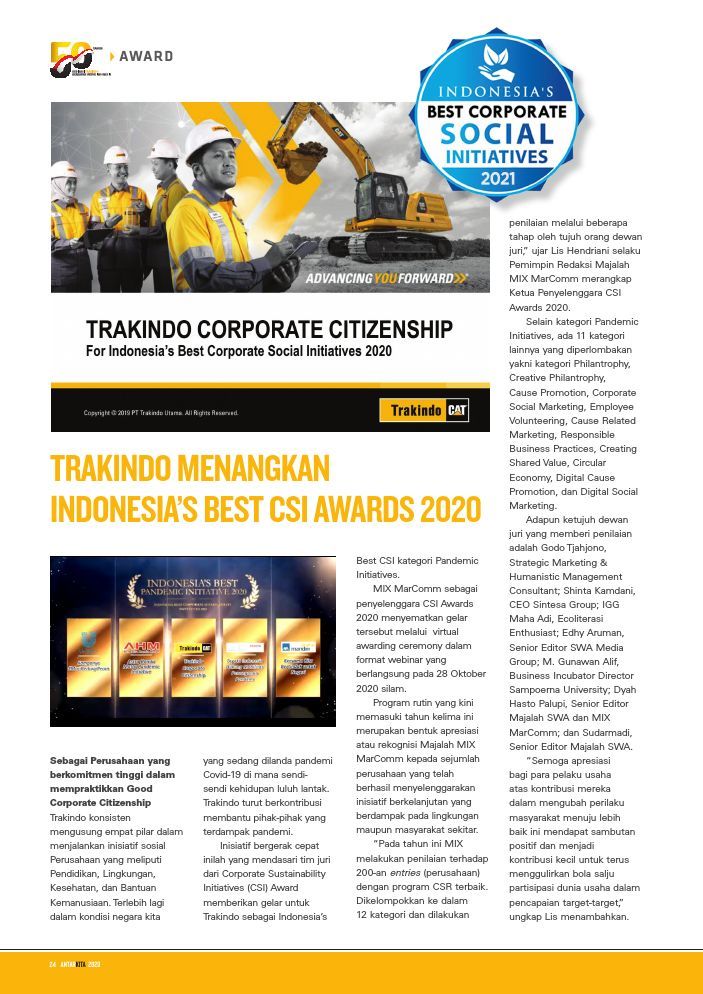 50
TAHUN
AWARD
INDONESIA'S
BEST CORPORATE
SOCIAL
INITIATIVES
2021
CAT
ADVANCING YOU FORWARD
TRAKINDO CORPORATE CITIZENSHIP
For Indonesia's Best Corporate Social Initiatives 2020
Copyright © 2019 PT Trakindo Utama. All Rights Reserved.
Trakindo CAT
TRAKINDO MENANGKAN
INDONESIA'S BEST CSI AWARDS 2020
INDONESIA'S BEST
PANDEMIC INITIATIVE 2020
AHM
Trakindo CAT
mandiri
Trakindo
Corporate
Citizenship
Sebagai Perusahaan yang
berkomitmen tinggi dalam
mempraktikkan Good
Corporate Citizenship
Trakindo konsisten
mengusung empat pilar dalam
menjalankan inisiatif sosial
Perusahaan yang meliputi
Pendidikan, Lingkungan,
Kesehatan, dan Bantuan
Kemanusiaan. Terlebih lagi
dalam kondisi negara kita
yang sedang dilanda pandemi
Covid-19 di mana sendi-
sendi kehidupan luluh lantak.
Trakindo turut berkontribusi
membantu pihak-pihak yang
terdampak pandemi.
Inisiatif bergerak cepat
inilah yang mendasari tim juri
dari Corporate Sustainability
Initiatives (CSI) Award
memberikan gelar untuk
Trakindo sebagai Indonesia's
Best CSI kategori Pandemic
Initiatives.
MIX MarComm sebagai
penyelenggara CSI Awards
2020 menyematkan gelar
tersebut melalui virtual
awarding ceremony dalam
format webinar yang
berlangsung pada 28 Oktober
2020 silam.
Program rutin yang kini
memasuki tahun kelima ini
merupakan bentuk apresiasi
atau rekognisi Majalah MIX
MarComm kepada sejumlah
perusahaan yang telah
berhasil menyelenggarakan
inisiatif berkelanjutan yang
berdampak pada lingkungan
maupun masyarakat sekitar.
"Pada tahun ini MIX
melakukan penilaian terhadap
200-an entries (perusahaan)
dengan program CSR terbaik.
Dikelompokkan ke dalam
12 kategori dan dilakukan
penilaian melalui beberapa
tahap oleh tujuh orang dewan
juri," ujar Lis Hendriani selaku
Pemimpin Redaksi Majalah
MIX MarComm merangkap
Ketua Penyelenggara CSI
Awards 2020.
Selain kategori Pandemic
Initiatives, ada 11 kategori
lainnya yang diperlombakan
yakni kategori Philantrophy,
Creative Philantrophy,
Cause Promotion, Corporate
Social Marketing, Employee
Volunteering, Cause Related
Marketing, Responsible
Business Practices, Creating
Shared Value, Circular
Economy, Digital Cause
Promotion, dan Digital Social
Marketing.
Adapun ketujuh dewan
juri yang memberi penilaian
adalah Godo Tjahjono,
Strategic Marketing &
Humanistic Management
Consultant; Shinta Kamdani,
CEO Sintesa Group; IGG
Maha Adi, Ecoliterasi
Enthusiast; Edhy Aruman,
Senior Editor SWA Media
Group; M. Gunawan Alif,
Business Incubator Director
Sampoerna University; Dyah
Hasto Palupi, Senior Editor
Majalah SWA dan MIX
MarComm; dan Sudarmadi,
Senior Editor Majalah SWA.
"Semoga apresiasi
bagi para pelaku usaha
atas kontribusi mereka
dalam mengubah perilaku
masyarakat menuju lebih
baik ini mendapat sambutan
positif dan menjadi
kontribusi kecil untuk terus
menggulirkan bola salju
partisipasi dunia usaha dalam
pencapaian target-target,"
ungkap Lis menambahkan.
24 ANTARKITA 2020